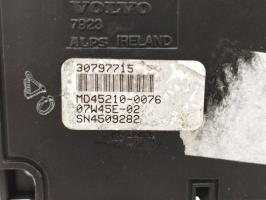 VOLVO
7923
ALPS IRELAND
30797715
MD45210-0076
07W45E-02
SN4509282